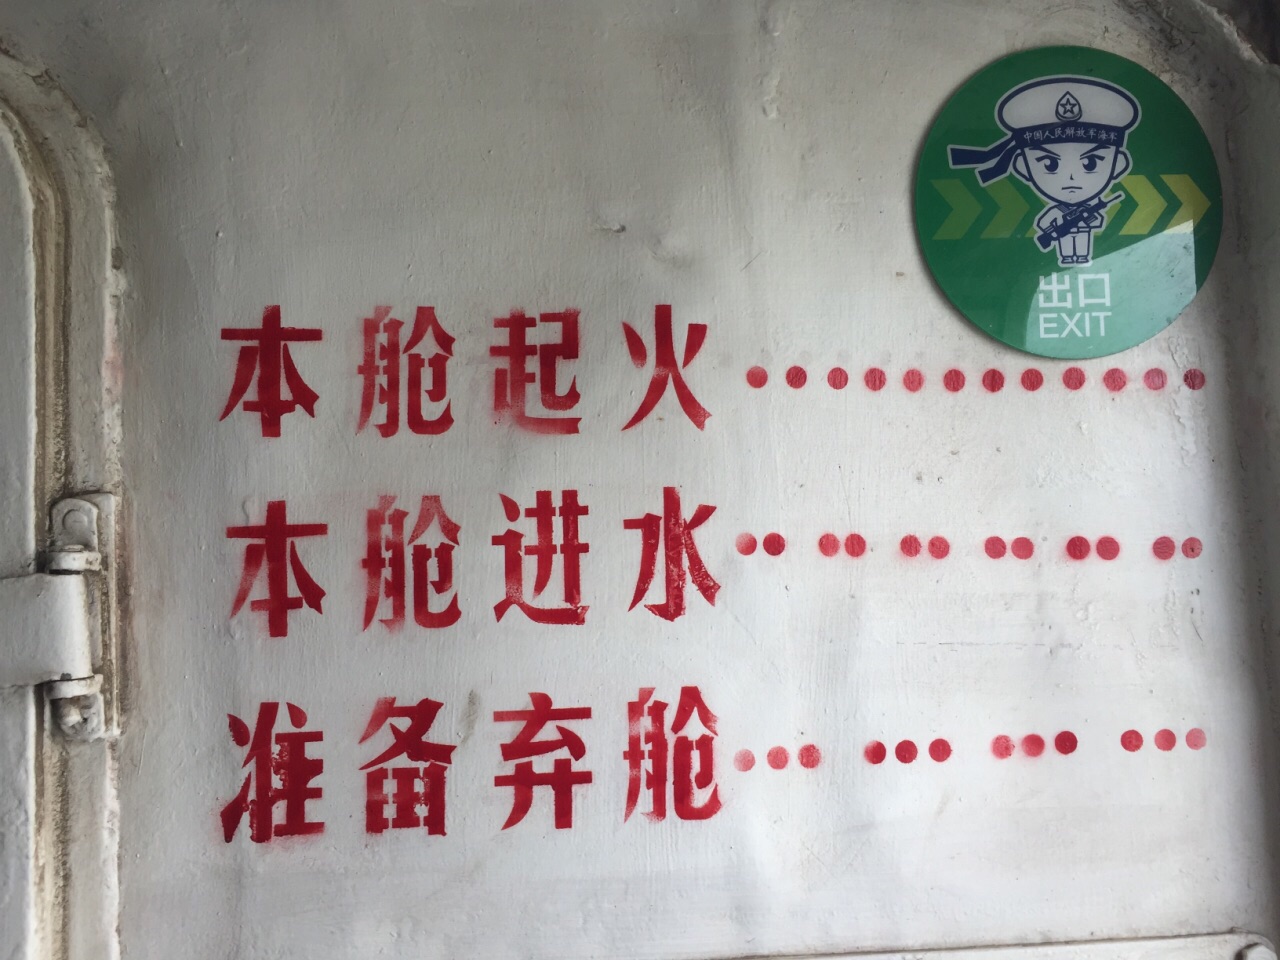 中国人民解放军海军
出口
EXIT
本舱起火••••••••••••
本舱进水•• •• •• •• •• ••
准备弃舱••• ••• ••• •••